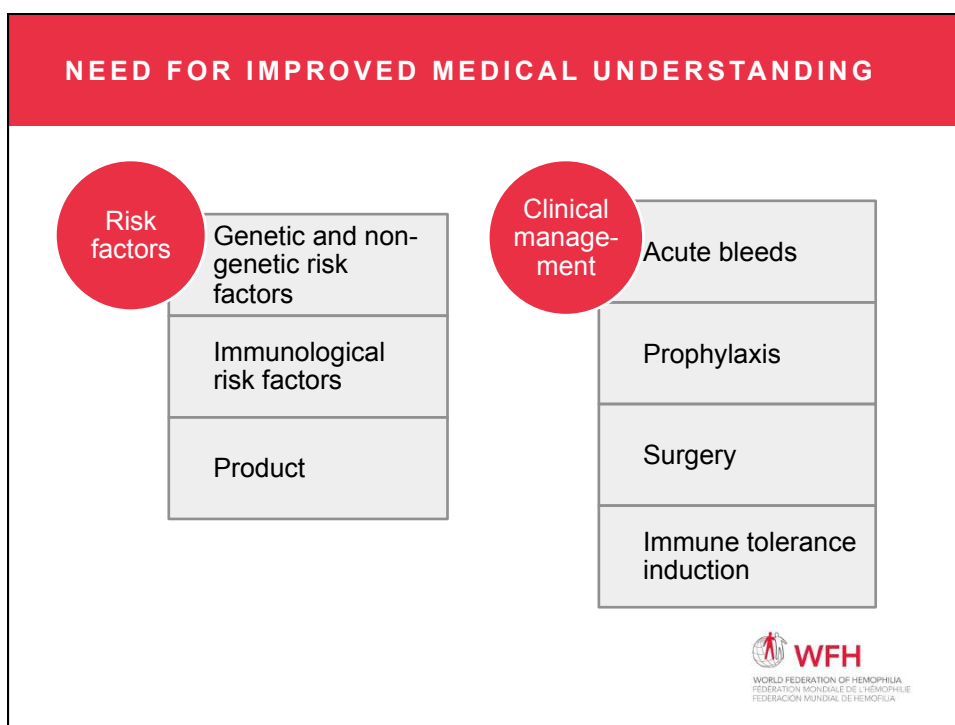 NEED FOR IMPROVED MEDICAL UNDERSTANDING
Risk
factors
Genetic and non-
genetic risk
factors
Immunological
risk factors
Product
Clinical
manage-
ment
Acute bleeds
Prophylaxis
Surgery
Immune tolerance
induction
WFH
WORLD FEDERATION OF HEMOPHILIA
FÉDÉRATION MONDIALE DE L'HÉMOPHILIE
FEDERACIÓN MUNDIAL DE HEMOFILIA